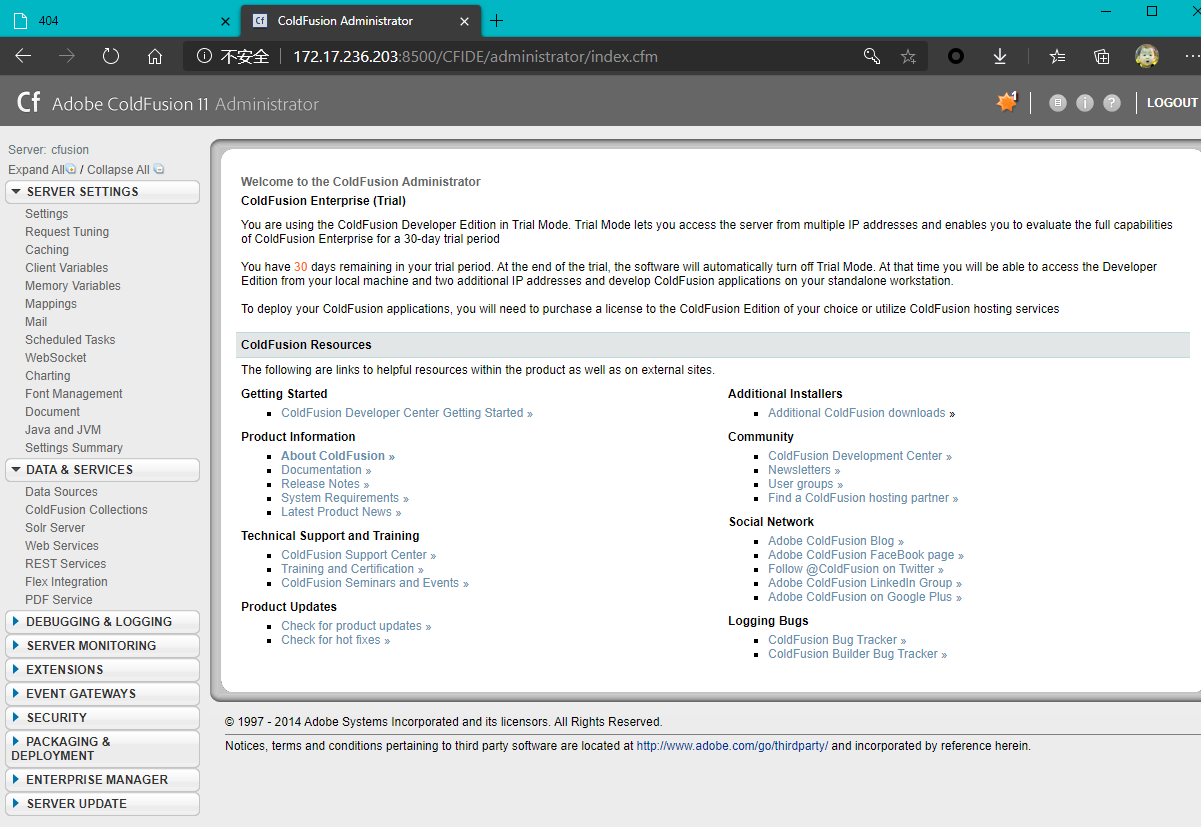 404
ColdFusion Administrator
不安全 172.17.236.203:8500/CFIDE/administrator/index.cfm
Cf Adobe ColdFusion 11 Administrator
1
LOGOUT
Server: cfusion
Expand All / Collapse All
SERVER SETTINGS
Settings
Request Tuning
Caching
Client Variables
Memory Variables
Mappings
Mail
Scheduled Tasks
WebSocket
Charting
Font Management
Document
Java and JVM
Settings Summary
DATA & SERVICES
Data Sources
ColdFusion Collections
Solr Server
Web Services
REST Services
Flex Integration
PDF Service
DEBUGGING & LOGGING
SERVER MONITORING
EXTENSIONS
EVENT GATEWAYS
SECURITY
PACKAGING &
DEPLOYMENT
ENTERPRISE MANAGER
SERVER UPDATE
Welcome to the ColdFusion Administrator
ColdFusion Enterprise (Trial)
You are using the ColdFusion Developer Edition in Trial Mode. Trial Mode lets you access the server from multiple IP addresses and enables you to evaluate the full capabilities
of ColdFusion Enterprise for a 30-day trial period
You have 30 days remaining in your trial period. At the end of the trial, the software will automatically turn off Trial Mode. At that time you will be able to access the Developer
Edition from your local machine and two additional IP addresses and develop ColdFusion applications on your standalone workstation.
To deploy your ColdFusion applications, you will need to purchase a license to the ColdFusion Edition of your choice or utilize ColdFusion hosting services
ColdFusion Resources
The following are links to helpful resources within the product as well as on external sites.
Getting Started
ColdFusion Developer Center Getting Started »
Product Information
About ColdFusion »
Documentation »
Release Notes »
System Requirements »
Latest Product News »
Technical Support and Training
ColdFusion Support Center »
Training and Certification »
ColdFusion Seminars and Events »
Product Updates
Check for product updates »
Check for hot fixes »
Additional Installers
Additional ColdFusion downloads »
Community
ColdFusion Development Center »
Newsletters »
User groups »
Find a ColdFusion hosting partner »
Social Network
Adobe ColdFusion Blog »
Adobe ColdFusion FaceBook page »
Follow @ColdFusion on Twitter »
Adobe ColdFusion LinkedIn Group »
Adobe ColdFusion on Google Plus »
Logging Bugs
ColdFusion Bug Tracker »
ColdFusion Builder Bug Tracker »
© 1997 - 2014 Adobe Systems Incorporated and its licensors. All Rights Reserved.
Notices, terms and conditions pertaining to third party software are located at http://www.adobe.com/go/thirdparty/ and incorporated by reference herein.